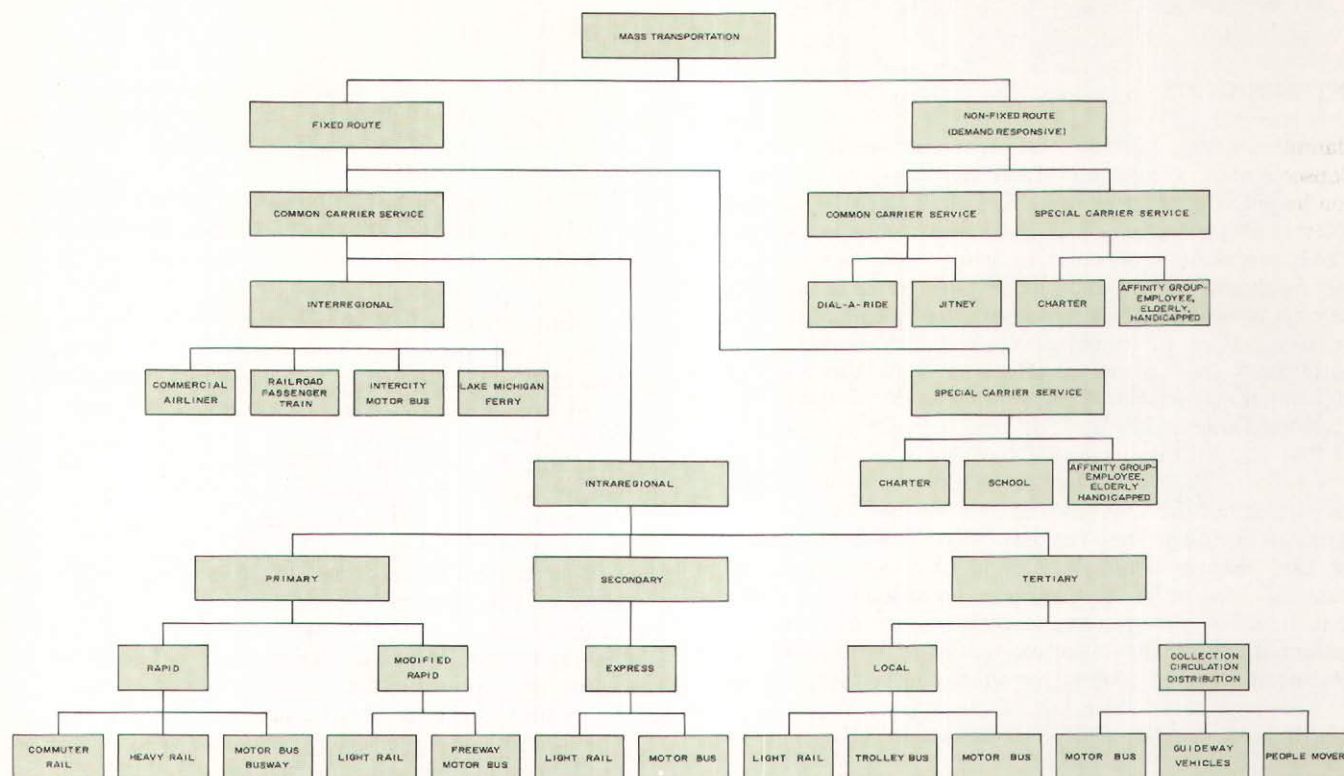 MASS TRANSPORTATION
FIXED ROUTE
NON-FIXED ROUTE
(DEMAND RESPONSIVE)
COMMON CARRIER SERVICE
COMMON CARRIER SERVICE
SPECIAL CARRIER SERVICE
INTERREGIONAL
DIAL-A-RIDE
JITNEY
CHARTER
AFFINITY GROUP-
EMPLOYEE,
ELDERLY,
HANDICAPPED
COMMERCIAL
AIRLINER
RAILROAD
PASSENGER
TRAIN
INTERCITY
MOTOR BUS
LAKE MICHIGAN
FERRY
SPECIAL CARRIER SERVICE
INTRAREGIONAL
CHARTER
SCHOOL
AFFINITY GROUP-
EMPLOYEE,
ELDERLY
HANDICAPPED
PRIMARY
SECONDARY
TERTIARY
RAPID
MODIFIED
RAPID
EXPRESS
LOCAL
COLLECTION
CIRCULATION
DISTRIBUTION
COMMUTER
RAIL
HEAVY RAIL
MOTOR BUS
BUSWAY
LIGHT RAIL
FREEWAY
MOTOR BUS
LIGHT RAIL
MOTOR BUS
LIGHT RAIL
TROLLEY BUS
MOTOR BUS
MOTOR BUS
GUIDEWAY
VEHICLES
PEOPLE MOVER